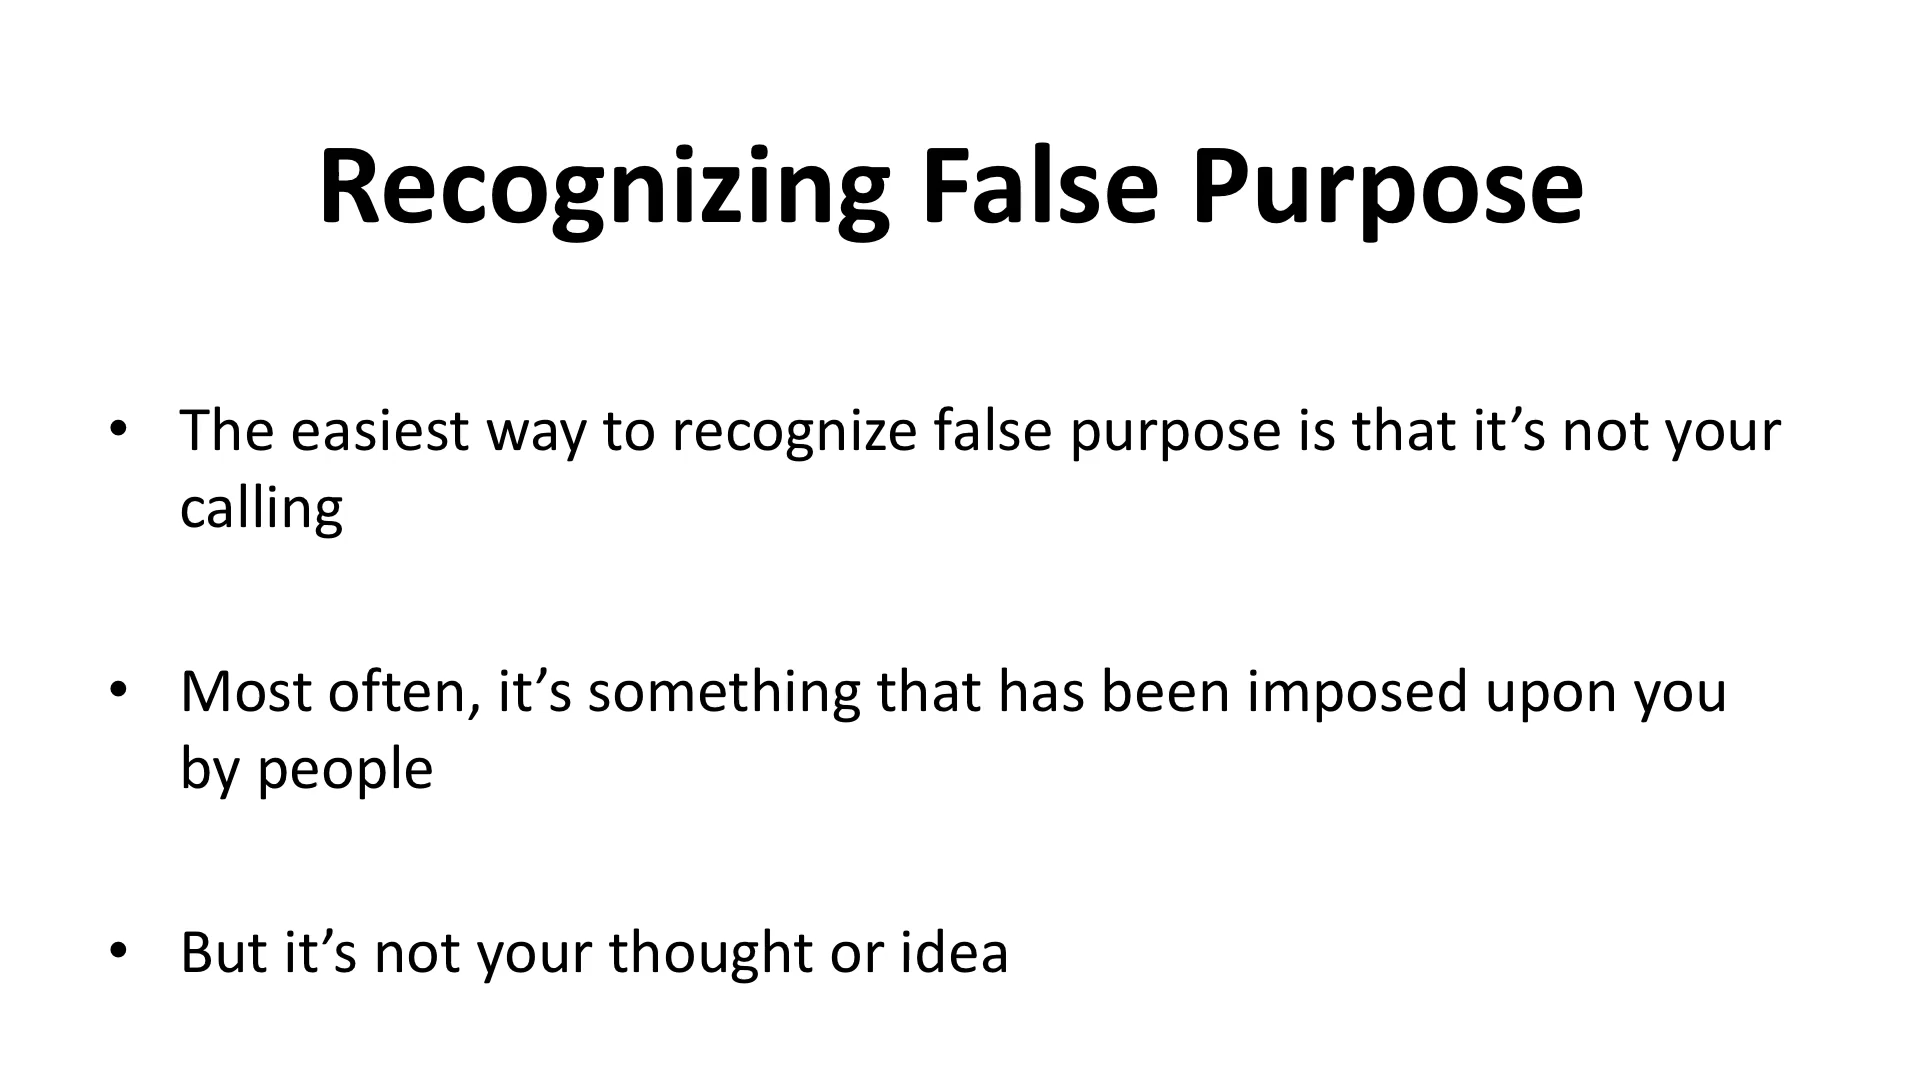 Recognizing False Purpose
• The easiest way to recognize false purpose is that it’s not your
calling
• Most often, it’s something that has been imposed upon you
by people
• But it’s not your thought or idea